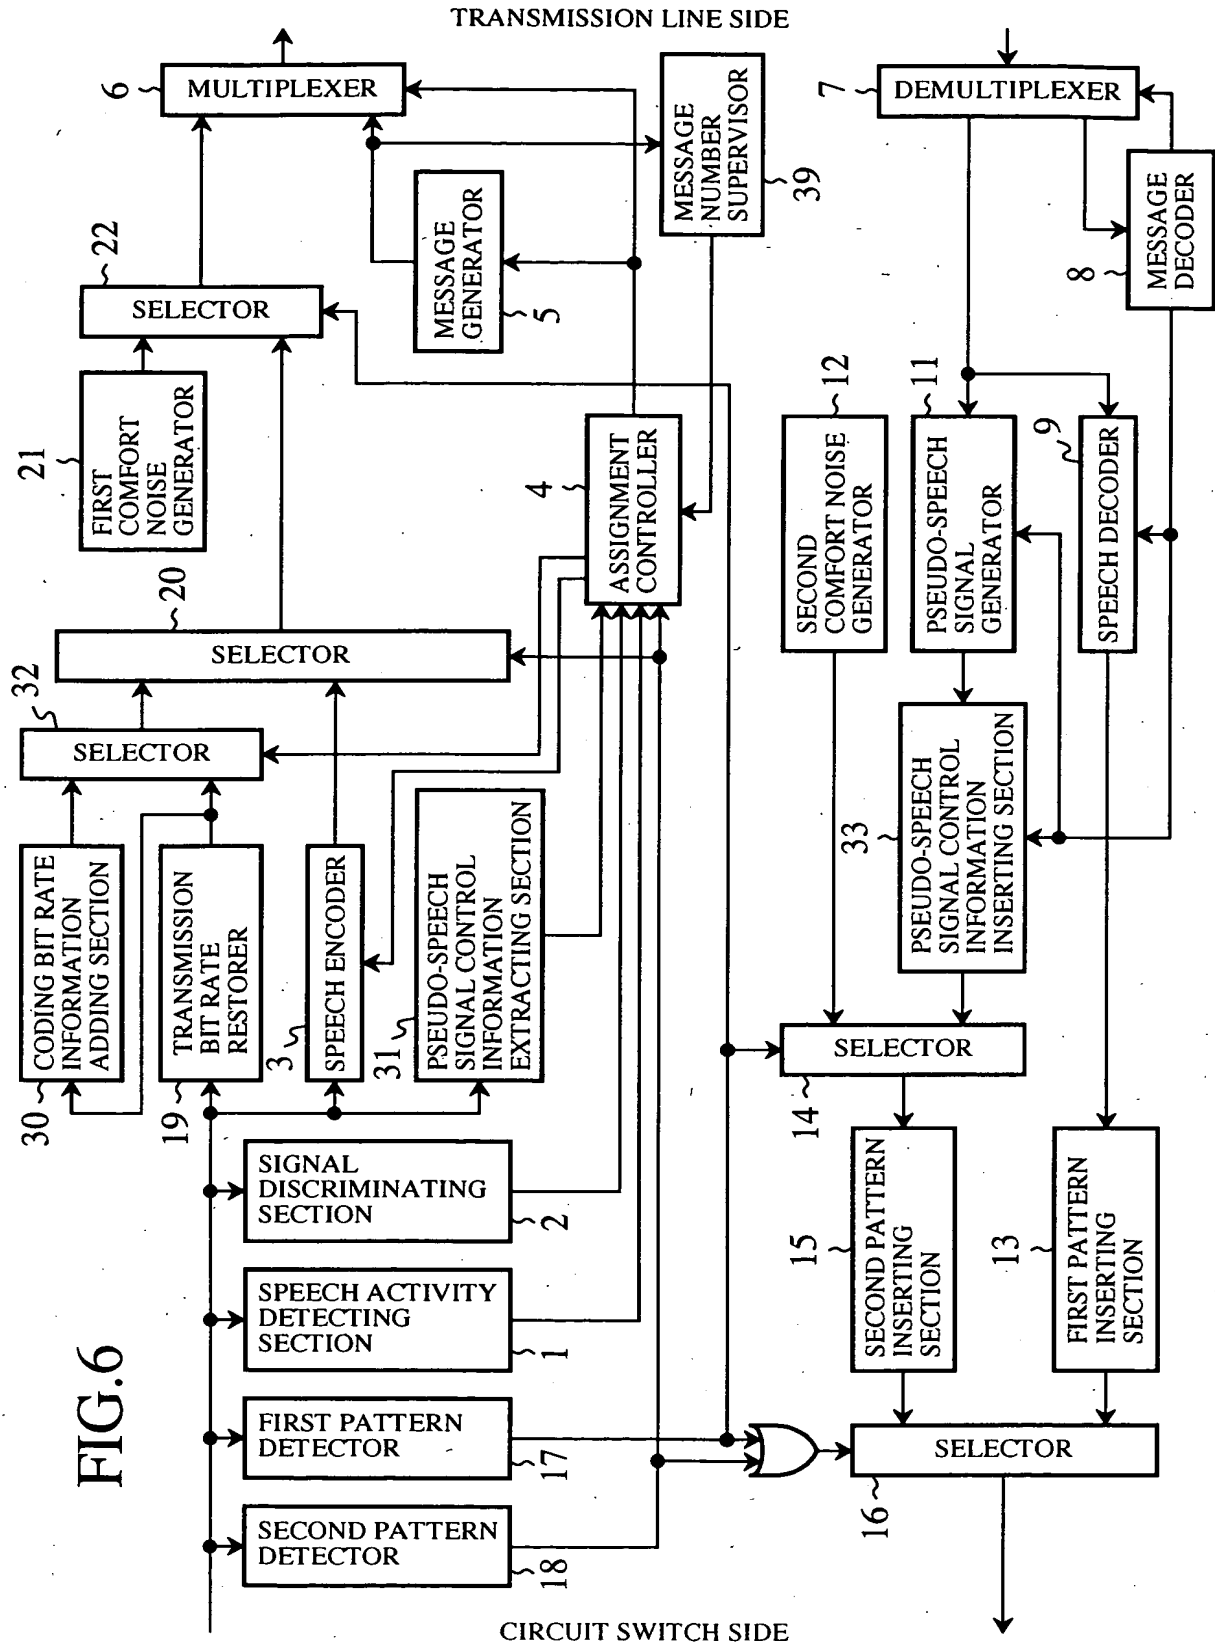 FIG.6
TRANSMISSION LINE SIDE
6
MULTIPLEXER
7
DEMULTIPLEXER
MESSAGE
NUMBER
SUPERVISOR
39
MESSAGE
GENERATOR
5
MESSAGE
DECODER
8
22
SELECTOR
21
FIRST
COMFORT
NOISE
GENERATOR
4
ASSIGNMENT
CONTROLLER
12
SECOND
COMFORT NOISE
GENERATOR
11
PSEUDO-SPEECH
SIGNAL
GENERATOR
9
SPEECH DECODER
20
SELECTOR
32
SELECTOR
33
PSEUDO-SPEECH
SIGNAL CONTROL
INFORMATION
INSERTING SECTION
30
CODING BIT RATE
INFORMATION
ADDING SECTION
19
TRANSMISSION
BIT RATE
RESTORER
3
SPEECH ENCODER
31
PSEUDO-SPEECH
SIGNAL CONTROL
INFORMATION
EXTRACTING SECTION
14
SELECTOR
SIGNAL
DISCRIMINATING
SECTION
2
SPEECH ACTIVITY
DETECTING
SECTION
1
15
SECOND PATTERN
INSERTING
SECTION
13
FIRST PATTERN
INSERTING
SECTION
FIRST PATTERN
DETECTOR
17
SECOND PATTERN
DETECTOR
18
16
SELECTOR
CIRCUIT SWITCH SIDE